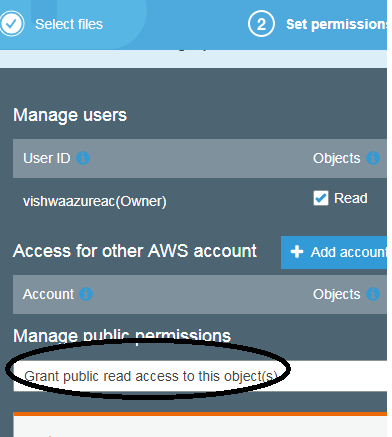 Select files
2 Set permissions
Manage users
User ID Objects
vishwaazureac(Owner) Read
Access for other AWS account + Add account
Account Objects
Manage public permissions
Grant public read access to this object(s)